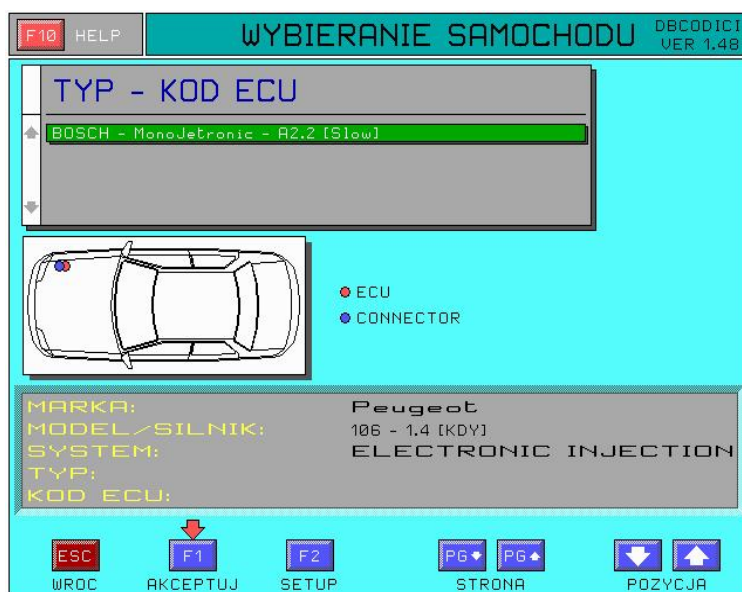 F10 HELP
WYBIERANIE SAMOCHODU
DBCODICI
VER 1.48
TYP - KOD ECU
BOSCH - MonoJetronic - A2.2 [Slow]
ECU
CONNECTOR
MARKA: Peugeot
MODEL/SILNIK: 106 - 1.4 [KDY]
SYSTEM: ELECTRONIC INJECTION
TYP:
KOD ECU:
ESC F1 F2 PG PG
WROC AKCEPTUJ SETUP STRONA POZYCJA